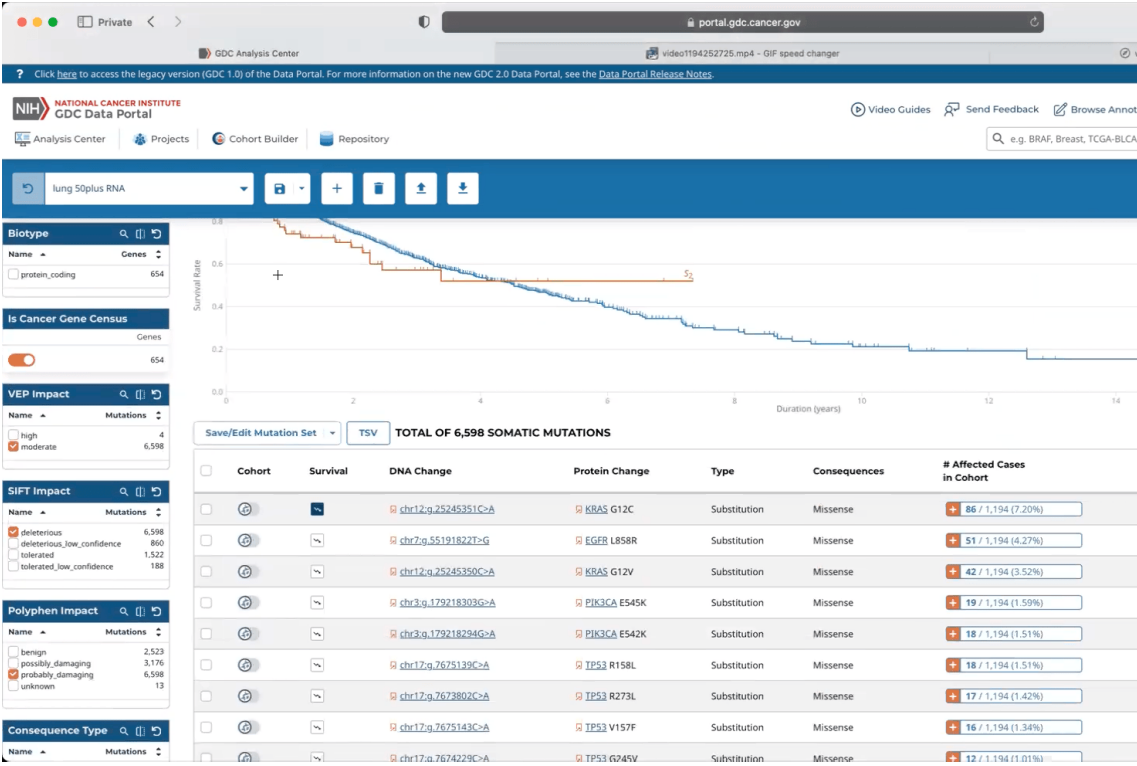 Private
portal.gdc.cancer.gov
GDC Analysis Center
video1194252725.mp4 - GIF speed changer
? Click here to access the legacy version (GDC 1.0) of the Data Portal. For more information on the new GDC 2.0 Data Portal, see the Data Portal Release Notes.
NIH NATIONAL CANCER INSTITUTE
GDC Data Portal
Video Guides Send Feedback Browse Annot
Analysis Center Projects Cohort Builder Repository
e.g. BRAF, Breast, TCGA-BLCA
lung 50plus RNA
Biotype
Name Genes
protein_coding 654
Is Cancer Gene Census
Genes
654
VEP Impact
Name Mutations
high 4
moderate 6,598
SIFT Impact
Name Mutations
deleterious 6,598
deleterious_low_confidence 860
tolerated 1,522
tolerated_low_confidence 188
Polyphen Impact
Name Mutations
benign 2,523
possibly_damaging 3,176
probably_damaging 6,598
unknown 13
Consequence Type
Name Mutations
0.8
0.6
0.4
0.2
0.0
Survival Rate
S2
0 2 4 6 8 10 12 14
Duration (years)
Save/Edit Mutation Set TSV TOTAL OF 6,598 SOMATIC MUTATIONS
Cohort Survival DNA Change Protein Change Type Consequences # Affected Cases in Cohort
chr12:g.25245351C>A KRAS G12C Substitution Missense 86 / 1,194 (7.20%)
chr7:g.55191822T>G EGFR L858R Substitution Missense 51 / 1,194 (4.27%)
chr12:g.25245350C>A KRAS G12V Substitution Missense 42 / 1,194 (3.52%)
chr3:g.179218303G>A PIK3CA E545K Substitution Missense 19 / 1,194 (1.59%)
chr3:g.179218294G>A PIK3CA E542K Substitution Missense 18 / 1,194 (1.51%)
chr17:g.7675139C>A TP53 R158L Substitution Missense 18 / 1,194 (1.51%)
chr17:g.7673802C>A TP53 R273L Substitution Missense 17 / 1,194 (1.42%)
chr17:g.7675143C>A TP53 V157F Substitution Missense 16 / 1,194 (1.34%)
chr17:g.7674229C>A TP53 G245V Substitution Missense 12 / 1,194 (1.01%)